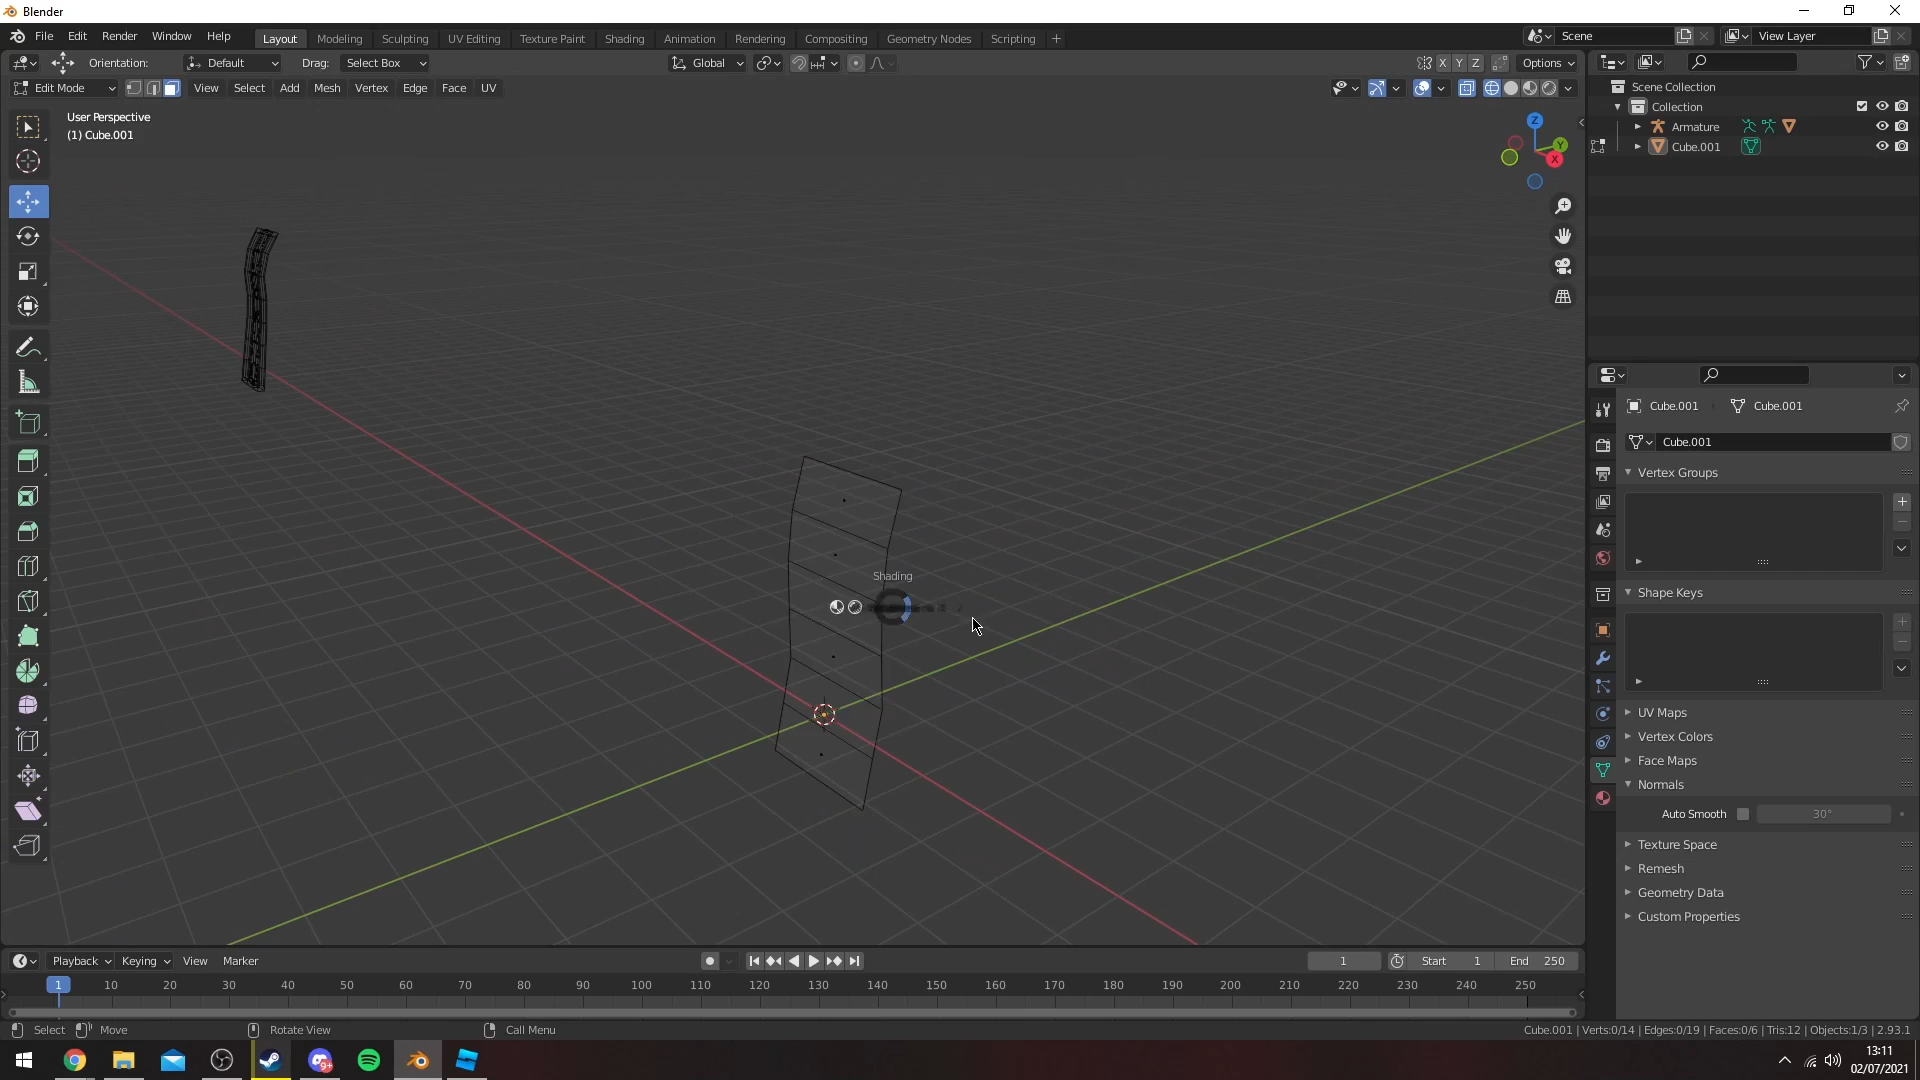 Blender
File Edit Render Window Help
Layout Modeling Sculpting UV Editing Texture Paint Shading Animation Rendering Compositing Geometry Nodes Scripting +
Scene
View Layer
Orientation: Default Drag: Select Box
Global
X Y Z Options
Edit Mode View Select Add Mesh Vertex Edge Face UV
User Perspective
(1) Cube.001
Z
Y
X
Shading
Scene Collection
Collection
Armature
Cube.001
Cube.001 Cube.001
Cube.001
Vertex Groups
Shape Keys
UV Maps
Vertex Colors
Face Maps
Normals
Auto Smooth 30°
Texture Space
Remesh
Geometry Data
Custom Properties
Playback Keying View Marker
1 Start 1 End 250
1 10 20 30 40 50 60 70 80 90 100 110 120 130 140 150 160 170 180 190 200 210 220 230 240 250
Select Move Rotate View Call Menu
Cube.001 | Verts:0/14 | Edges:0/19 | Faces:0/6 | Tris:12 | Objects:1/3 | 2.93.1
9+
13:11
02/07/2021